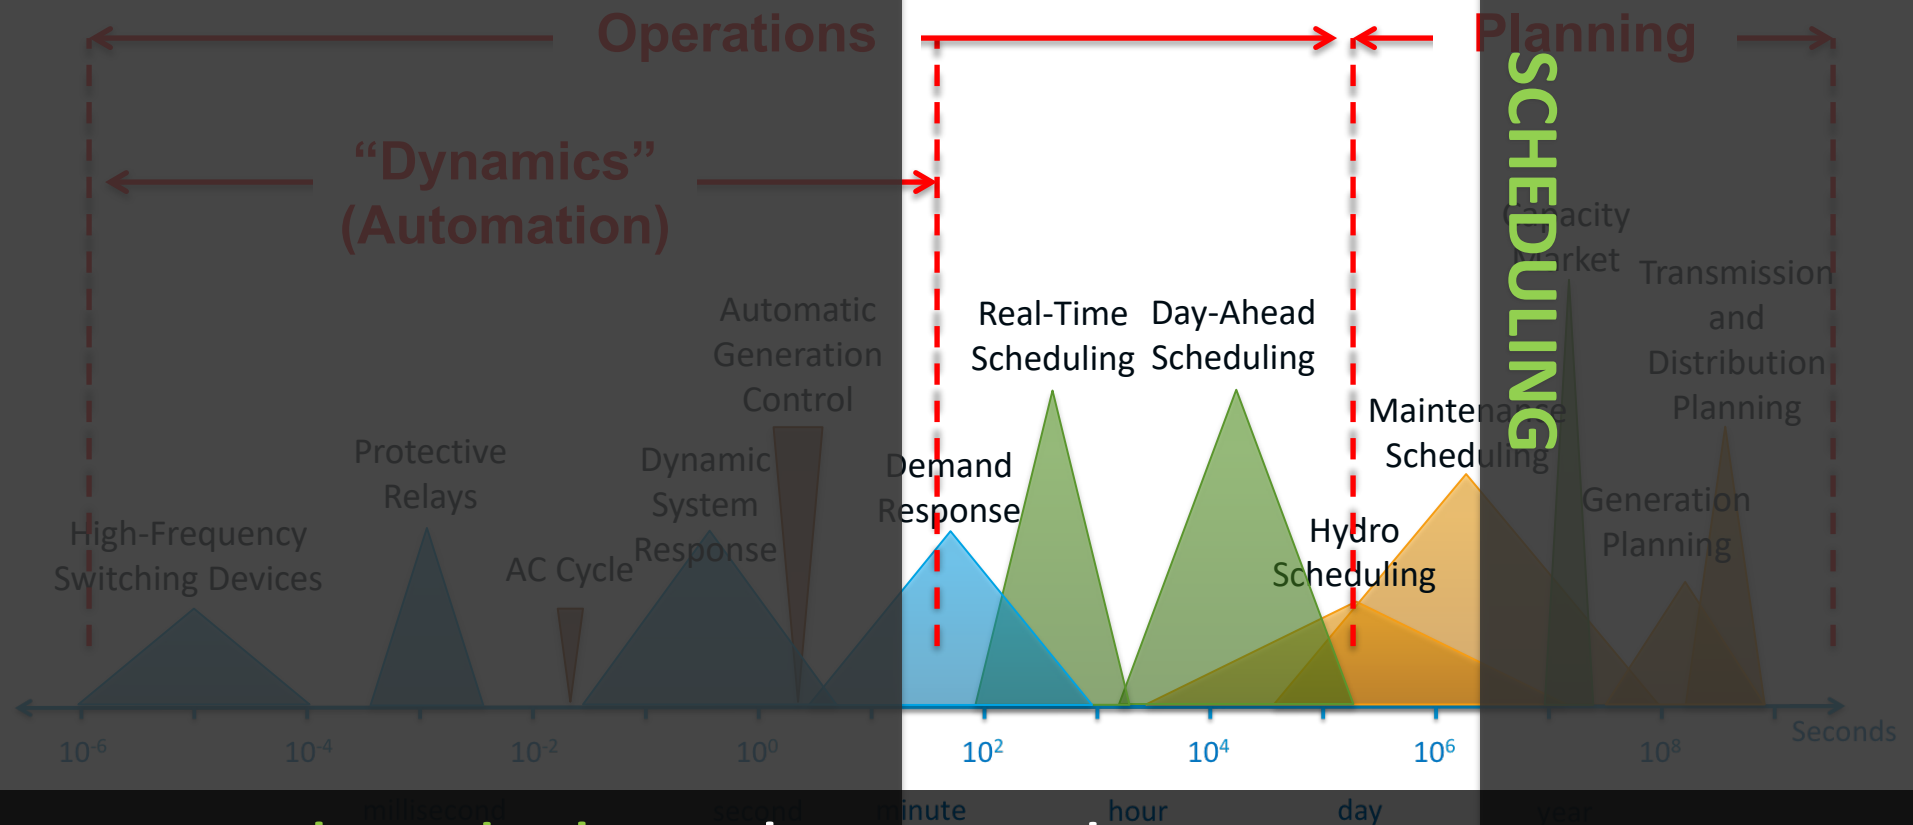 Operations
Planning
SCHEDULING
“Dynamics”
(Automation)
Capacity
Market
Transmission
and
Distribution
Planning
Automatic
Generation
Control
Real-Time
Scheduling
Day-Ahead
Scheduling
Maintenance
Scheduling
Protective
Relays
Dynamic
System
Response
Demand
Response
Generation
Planning
High-Frequency
Switching Devices
AC Cycle
Hydro
Scheduling
Seconds
10⁻⁶ 10⁻⁴ 10⁻² 10⁰ 10² 10⁴ 10⁶ 10⁸
millisecond second minute hour day year